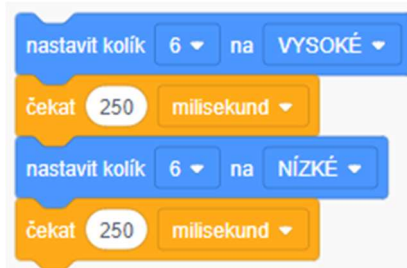 nastavit kolík 6 na VYSOKÉ
čekat 250 milisekund
nastavit kolík 6 na NÍZKÉ
čekat 250 milisekund